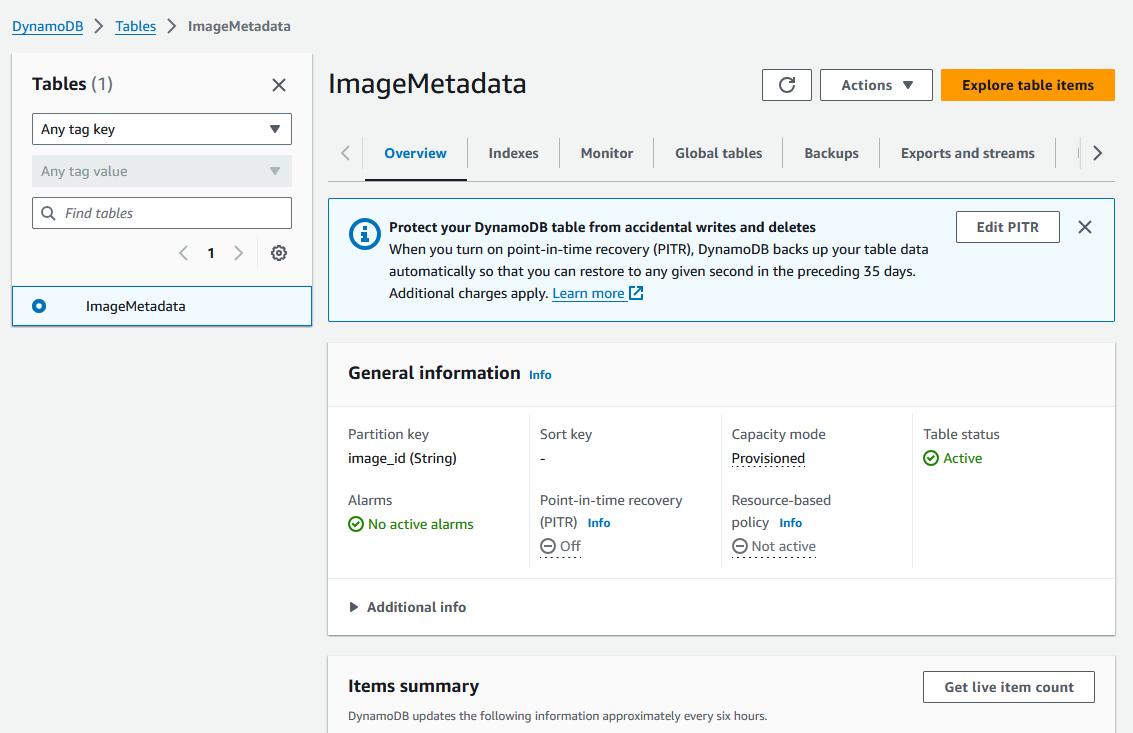 DynamoDB > Tables > ImageMetadata
Tables (1)
Any tag key
Any tag value
Find tables
1
ImageMetadata
ImageMetadata
Actions
Explore table items
Overview
Indexes
Monitor
Global tables
Backups
Exports and streams
Protect your DynamoDB table from accidental writes and deletes
When you turn on point-in-time recovery (PITR), DynamoDB backs up your table data
automatically so that you can restore to any given second in the preceding 35 days.
Additional charges apply. Learn more
Edit PITR
General information Info
Partition key
image_id (String)
Sort key
-
Capacity mode
Provisioned
Table status
Active
Alarms
No active alarms
Point-in-time recovery
(PITR) Info
Off
Resource-based
policy Info
Not active
Additional info
Items summary
Get live item count
DynamoDB updates the following information approximately every six hours.